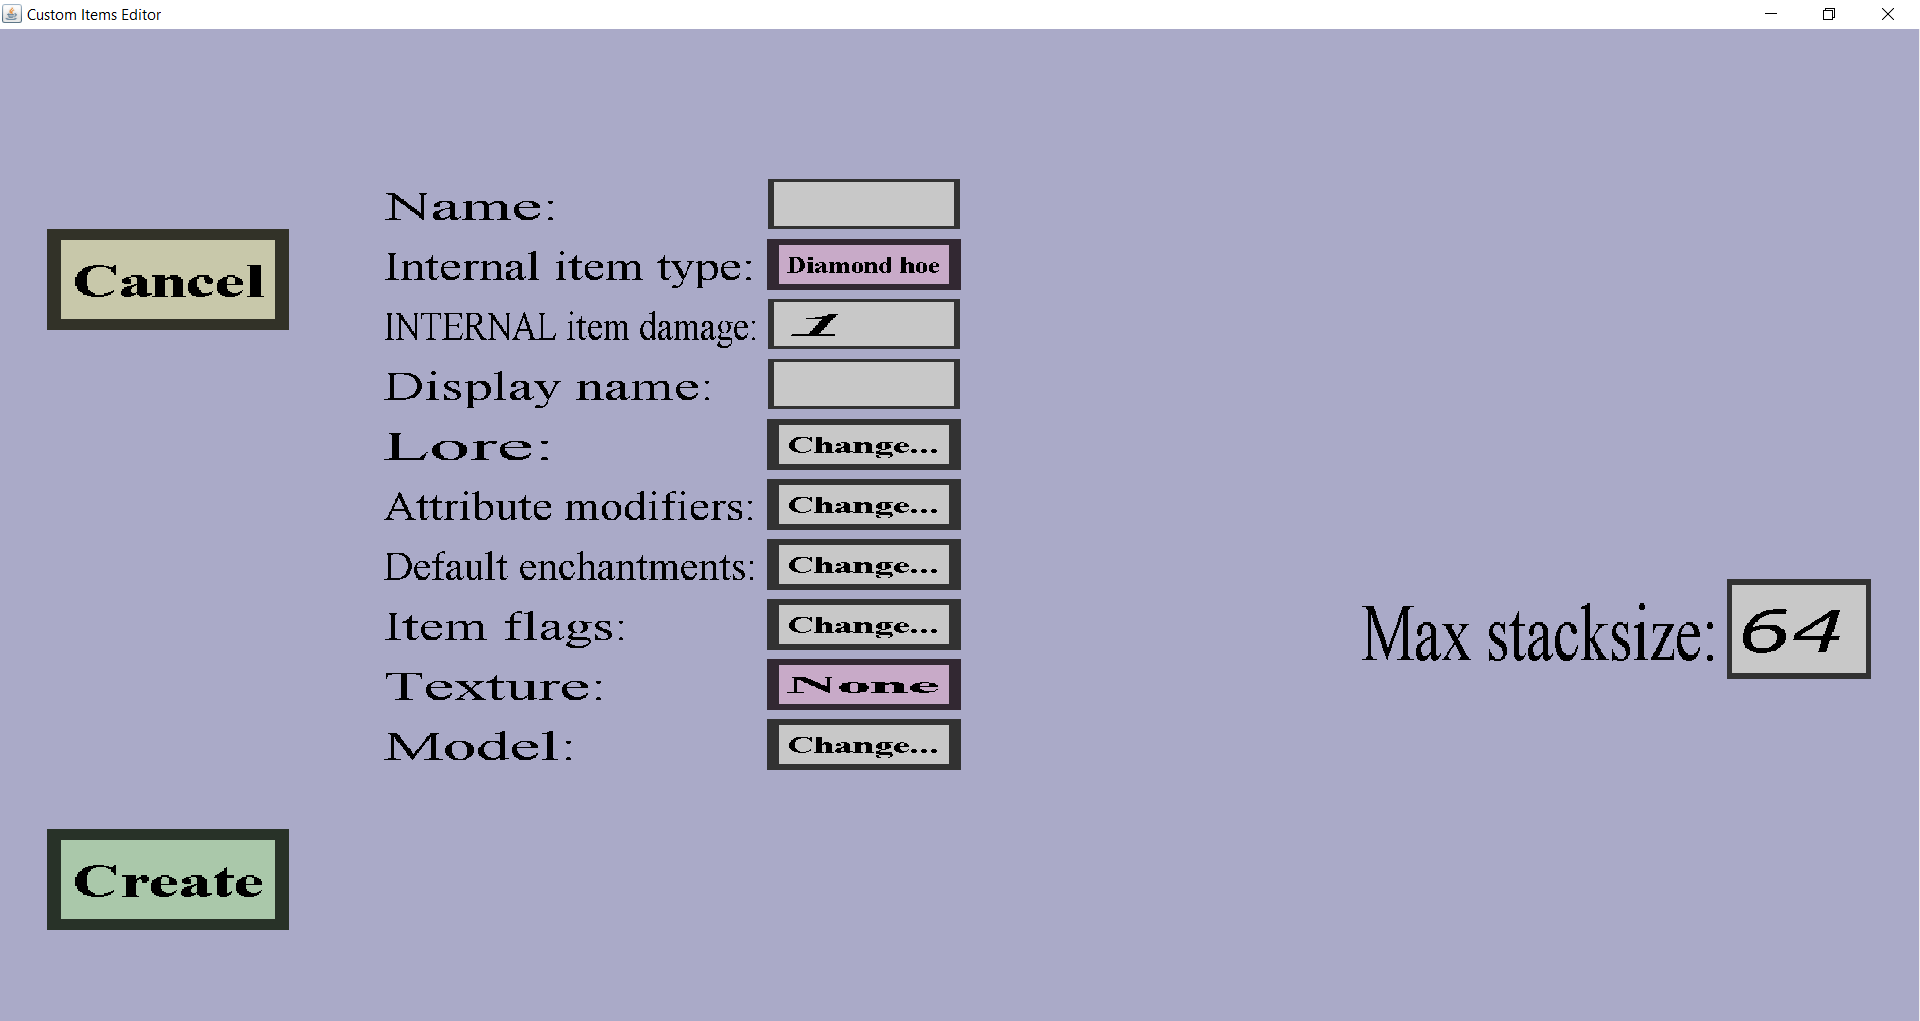 Custom Items Editor
Name:
Cancel
Internal item type: Diamond hoe
INTERNAL item damage: 1
Display name:
Lore: Change...
Attribute modifiers: Change...
Default enchantments: Change...
Item flags: Change...
Max stacksize: 64
Texture: None
Model: Change...
Create